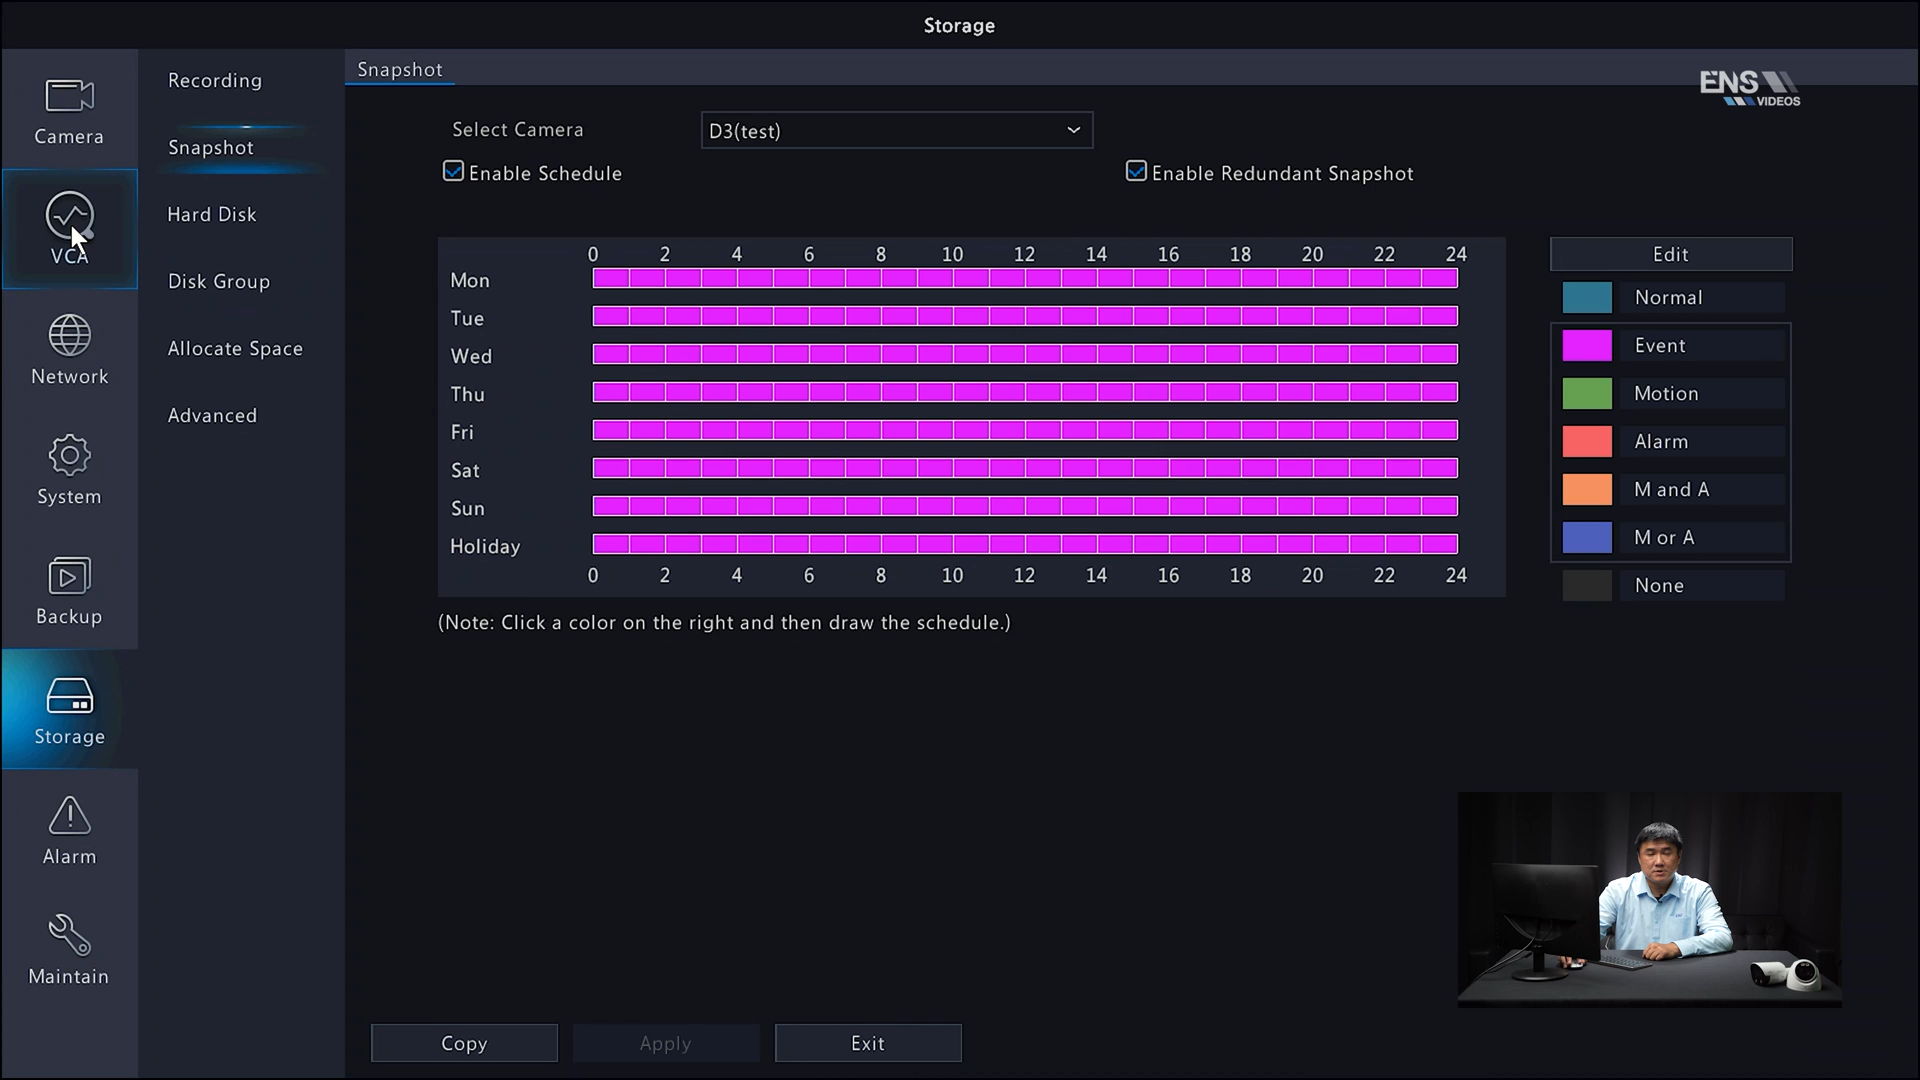 Storage
Camera
VCA
Network
System
Backup
Storage
Alarm
Maintain
Recording
Snapshot
Hard Disk
Disk Group
Allocate Space
Advanced
Snapshot
ENS
VIDEOS
Select Camera
D3(test)
Enable Schedule
Enable Redundant Snapshot
0 2 4 6 8 10 12 14 16 18 20 22 24
Mon
Tue
Wed
Thu
Fri
Sat
Sun
Holiday
0 2 4 6 8 10 12 14 16 18 20 22 24
(Note: Click a color on the right and then draw the schedule.)
Edit
Normal
Event
Motion
Alarm
M and A
M or A
None
Copy
Apply
Exit